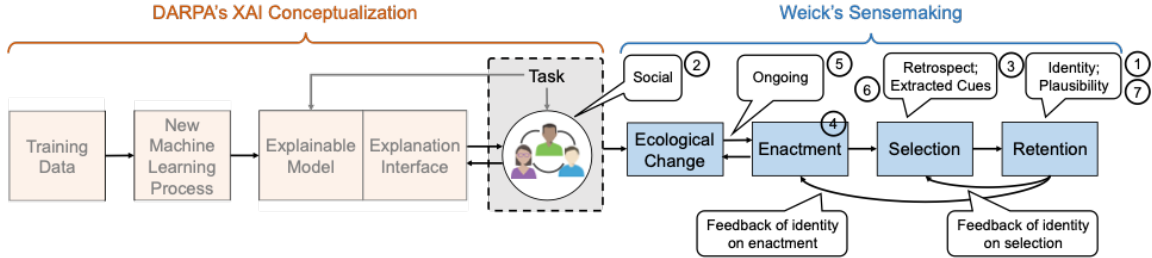 DARPA's XAI Conceptualization
Weick's Sensemaking
Training
Data
New
Machine
Learning
Process
Explainable
Model
Explanation
Interface
Task
Social
2
Ecological
Change
Ongoing
5
4
Enactment
6
Retrospect;
Extracted Cues
3
Selection
Identity;
Plausibility
1
7
Retention
Feedback of identity
on enactment
Feedback of identity
on selection